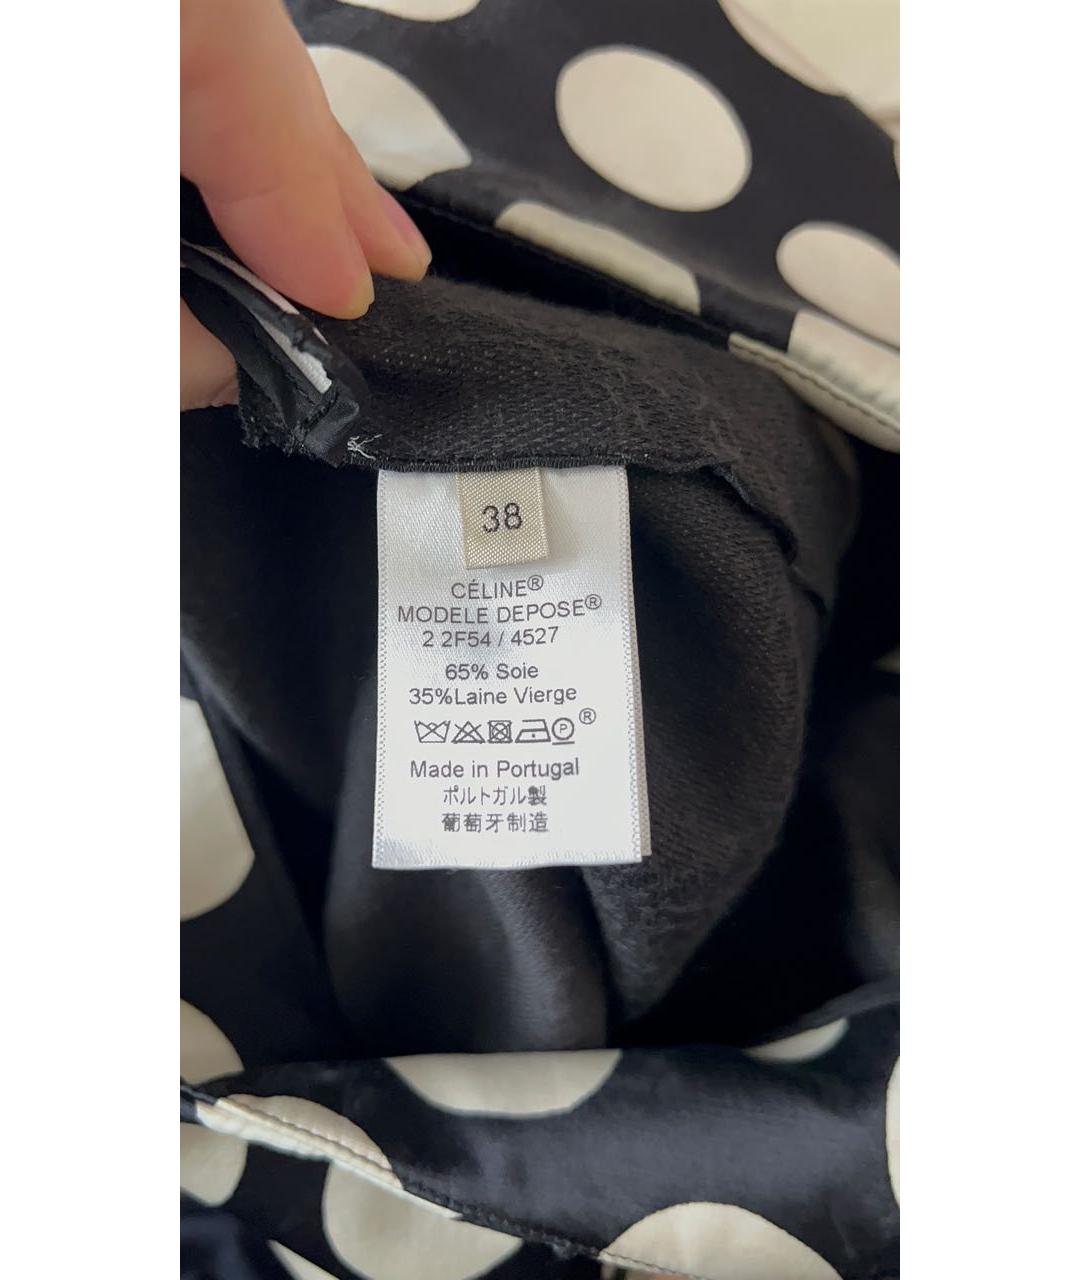 38
CÉLINE®
MODELE DEPOSE®
2 2F54 / 4527
65% Soie
35%Laine Vierge
P ®
Made in Portugal
ポルトガル製
葡萄牙制造